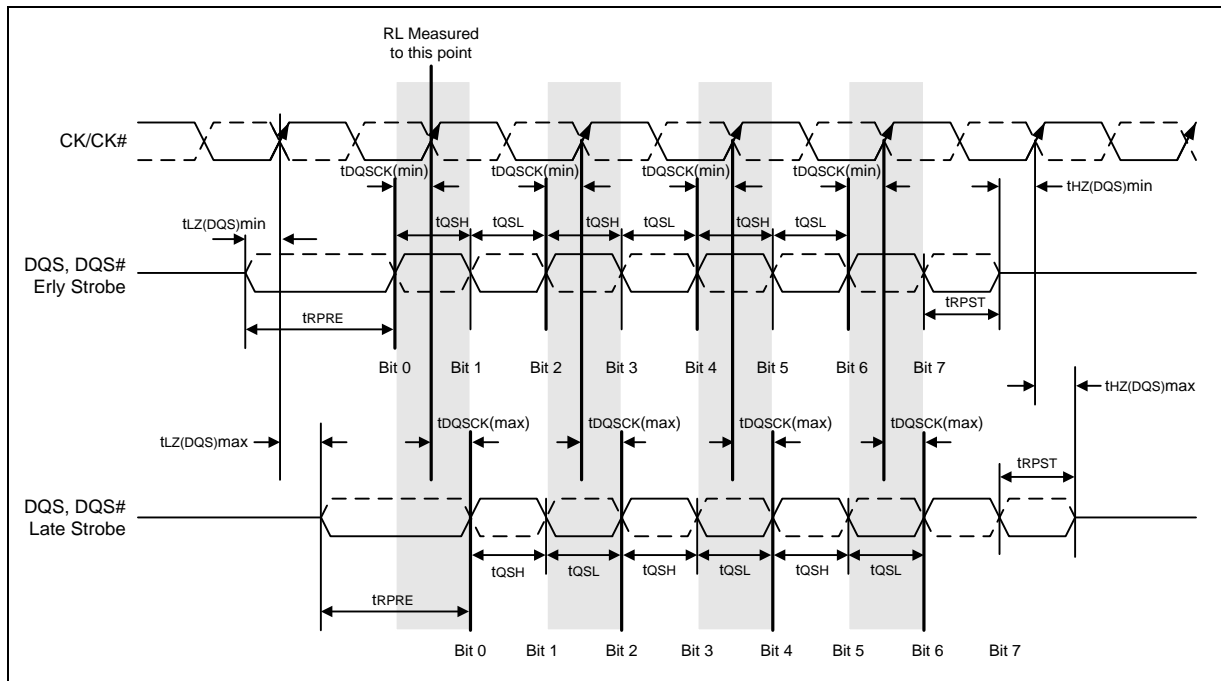 RL Measured
to this point
CK/CK#
tDQSCK(min) tDQSCK(min) tDQSCK(min) tDQSCK(min)
tHZ(DQS)min
tLZ(DQS)min
tQSH tQSL tQSH tQSL tQSH tQSL
DQS, DQS#
Erly Strobe
tRPRE
tRPST
Bit 0 Bit 1 Bit 2 Bit 3 Bit 4 Bit 5 Bit 6 Bit 7
tHZ(DQS)max
tDQSCK(max) tDQSCK(max) tDQSCK(max) tDQSCK(max)
tLZ(DQS)max
tRPST
DQS, DQS#
Late Strobe
tQSH tQSL tQSH tQSL tQSH tQSL
tRPRE
Bit 0 Bit 1 Bit 2 Bit 3 Bit 4 Bit 5 Bit 6 Bit 7